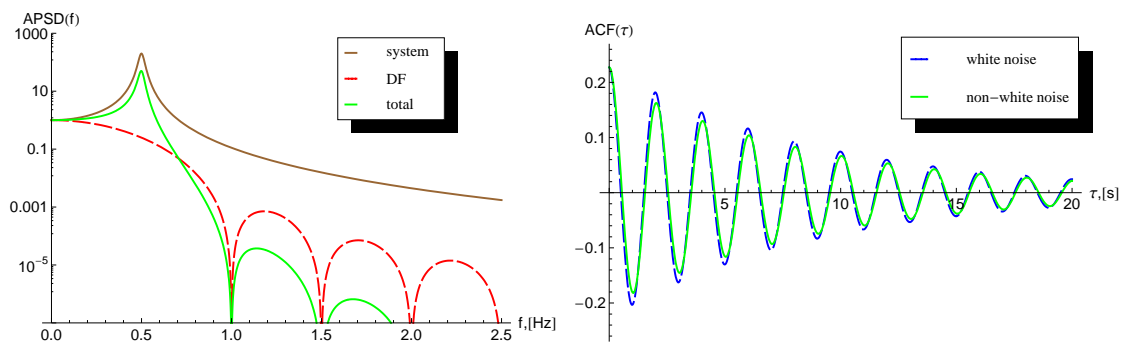 APSD(f)
1000
10
0.1
0.001
10⁻⁵
0.0
0.5
1.0
1.5
2.0
2.5
f,[Hz]
system
DF
total
ACF(τ)
0.2
0.1
−0.1
−0.2
5
10
15
20
τ,[s]
white noise
non−white noise